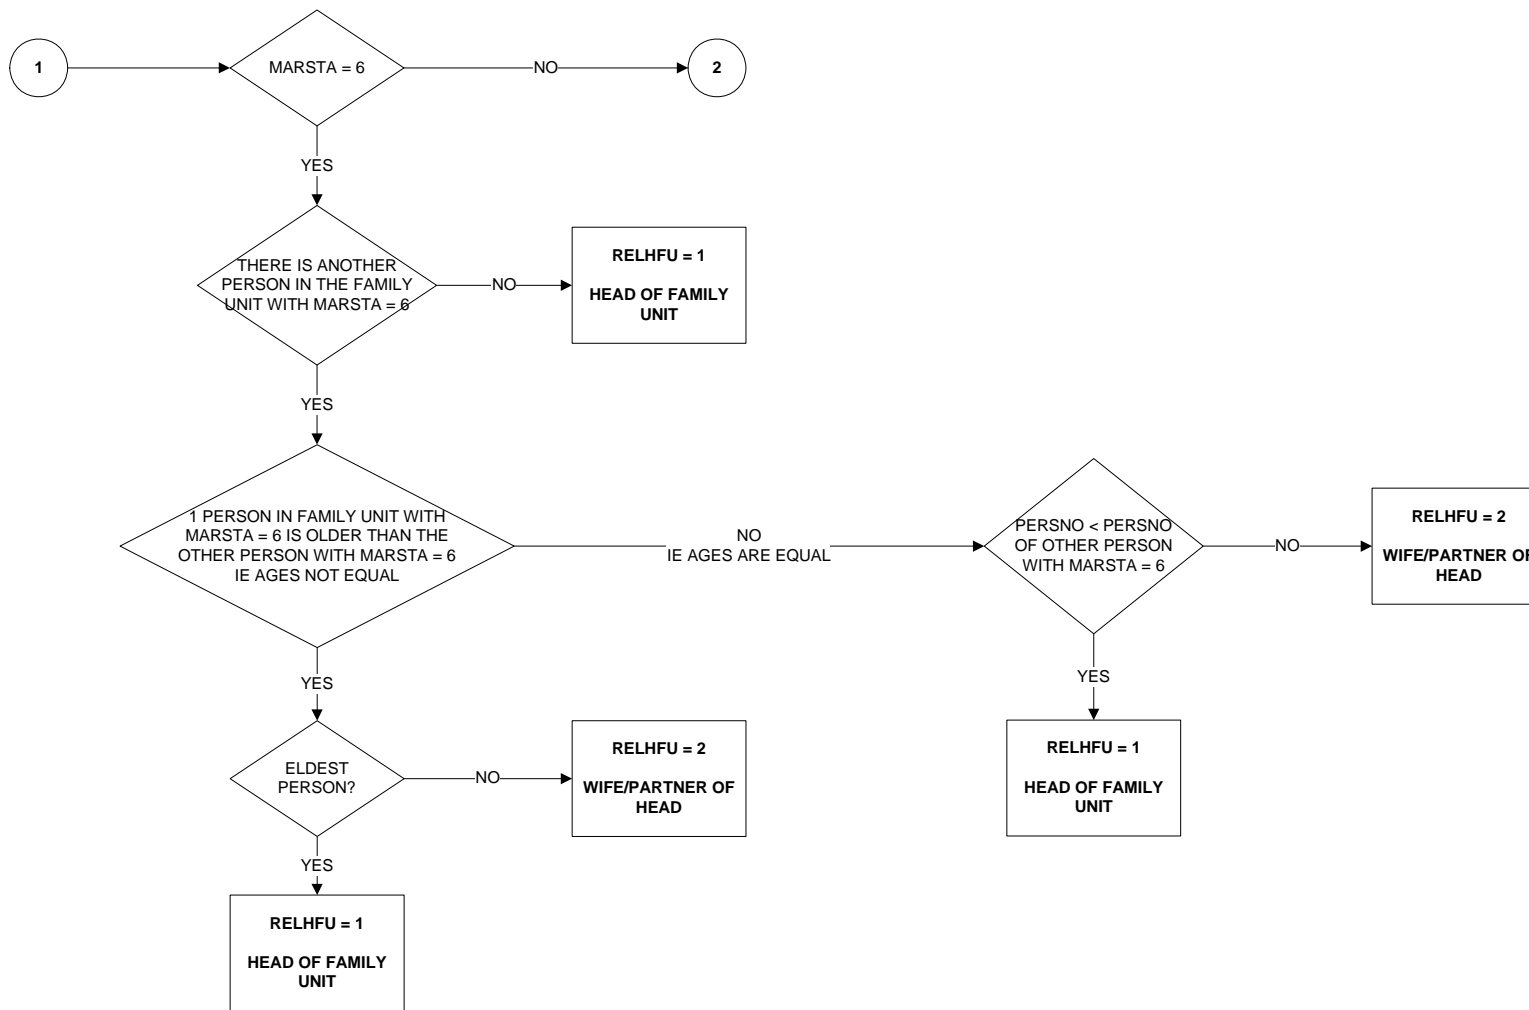 1
MARSTA = 6
NO
2
YES
THERE IS ANOTHER
PERSON IN THE FAMILY
UNIT WITH MARSTA = 6
NO
RELHFU = 1
HEAD OF FAMILY
UNIT
YES
1 PERSON IN FAMILY UNIT WITH
MARSTA = 6 IS OLDER THAN THE
OTHER PERSON WITH MARSTA = 6
IE AGES NOT EQUAL
NO
IE AGES ARE EQUAL
PERSNO < PERSNO
OF OTHER PERSON
WITH MARSTA = 6
NO
RELHFU = 2
WIFE/PARTNER OF
HEAD
YES
RELHFU = 1
HEAD OF FAMILY
UNIT
YES
ELDEST
PERSON?
NO
RELHFU = 2
WIFE/PARTNER OF
HEAD
YES
RELHFU = 1
HEAD OF FAMILY
UNIT